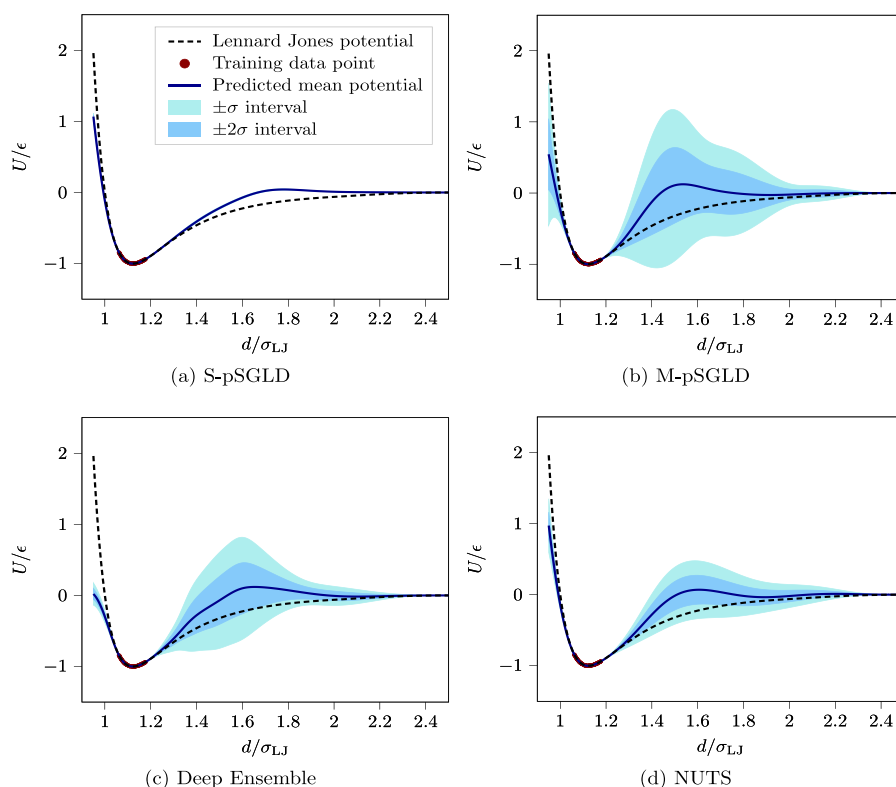 Lennard Jones potential
Training data point
Predicted mean potential
±σ interval
±2σ interval
U/ϵ
2
1
0
−1
1 1.2 1.4 1.6 1.8 2 2.2 2.4
d/σLJ
(a) S-pSGLD
U/ϵ
2
1
0
−1
1 1.2 1.4 1.6 1.8 2 2.2 2.4
d/σLJ
(b) M-pSGLD
U/ϵ
2
1
0
−1
1 1.2 1.4 1.6 1.8 2 2.2 2.4
d/σLJ
(c) Deep Ensemble
U/ϵ
2
1
0
−1
1 1.2 1.4 1.6 1.8 2 2.2 2.4
d/σLJ
(d) NUTS